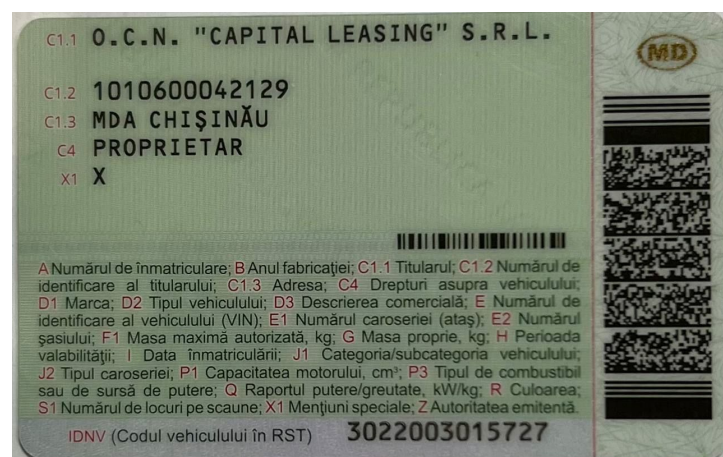 C1.1 O.C.N. "CAPITAL LEASING" S.R.L.
MD
C1.2 1010600042129
C1.3 MDA CHIŞINĂU
C4 PROPRIETAR
X1 X
REPUBLICA
A Numărul de înmatriculare; B Anul fabricaţiei; C1.1 Titularul; C1.2 Numărul de
identificare al titularului; C1.3 Adresa; C4 Drepturi asupra vehiculului;
D1 Marca; D2 Tipul vehiculului; D3 Descrierea comercială; E Numărul de
identificare al vehiculului (VIN); E1 Numărul caroseriei (ataş); E2 Numărul
şasiului; F1 Masa maximă autorizată, kg; G Masa proprie, kg; H Perioada
valabilităţii; I Data înmatriculării; J1 Categoria/subcategoria vehiculului;
J2 Tipul caroseriei; P1 Capacitatea motorului, cm³; P3 Tipul de combustibil
sau de sursă de putere; Q Raportul putere/greutate, kW/kg; R Culoarea;
S1 Numărul de locuri pe scaune; X1 Menţiuni speciale; Z Autoritatea emitentă.
IDNV (Codul vehiculului în RST) 3022003015727